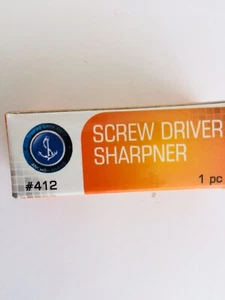 SCREW DRIVER
SHARPNER
#412
1 pc